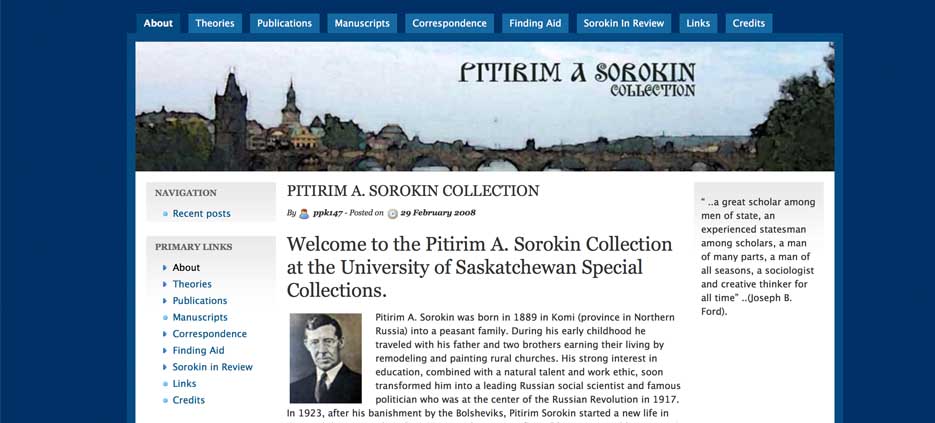 About Theories Publications Manuscripts Correspondence Finding Aid Sorokin In Review Links Credits
PITIRIM A SOROKIN
COLLECTION
NAVIGATION
Recent posts
PRIMARY LINKS
About
Theories
Publications
Manuscripts
Correspondence
Finding Aid
Sorokin in Review
Links
Credits
PITIRIM A. SOROKIN COLLECTION
By ppk147 - Posted on 29 February 2008
Welcome to the Pitirim A. Sorokin Collection
at the University of Saskatchewan Special
Collections.
Pitirim A. Sorokin was born in 1889 in Komi (province in Northern
Russia) into a peasant family. During his early childhood he
traveled with his father and two brothers earning their living by
remodeling and painting rural churches. His strong interest in
education, combined with a natural talent and work ethic, soon
transformed him into a leading Russian social scientist and famous
politician who was at the center of the Russian Revolution in 1917.
In 1923, after his banishment by the Bolsheviks, Pitirim Sorokin started a new life in
“ ..a great scholar among
men of state, an
experienced statesman
among scholars, a man
of many parts, a man of
all seasons, a sociologist
and creative thinker for
all time” ..(Joseph B.
Ford).